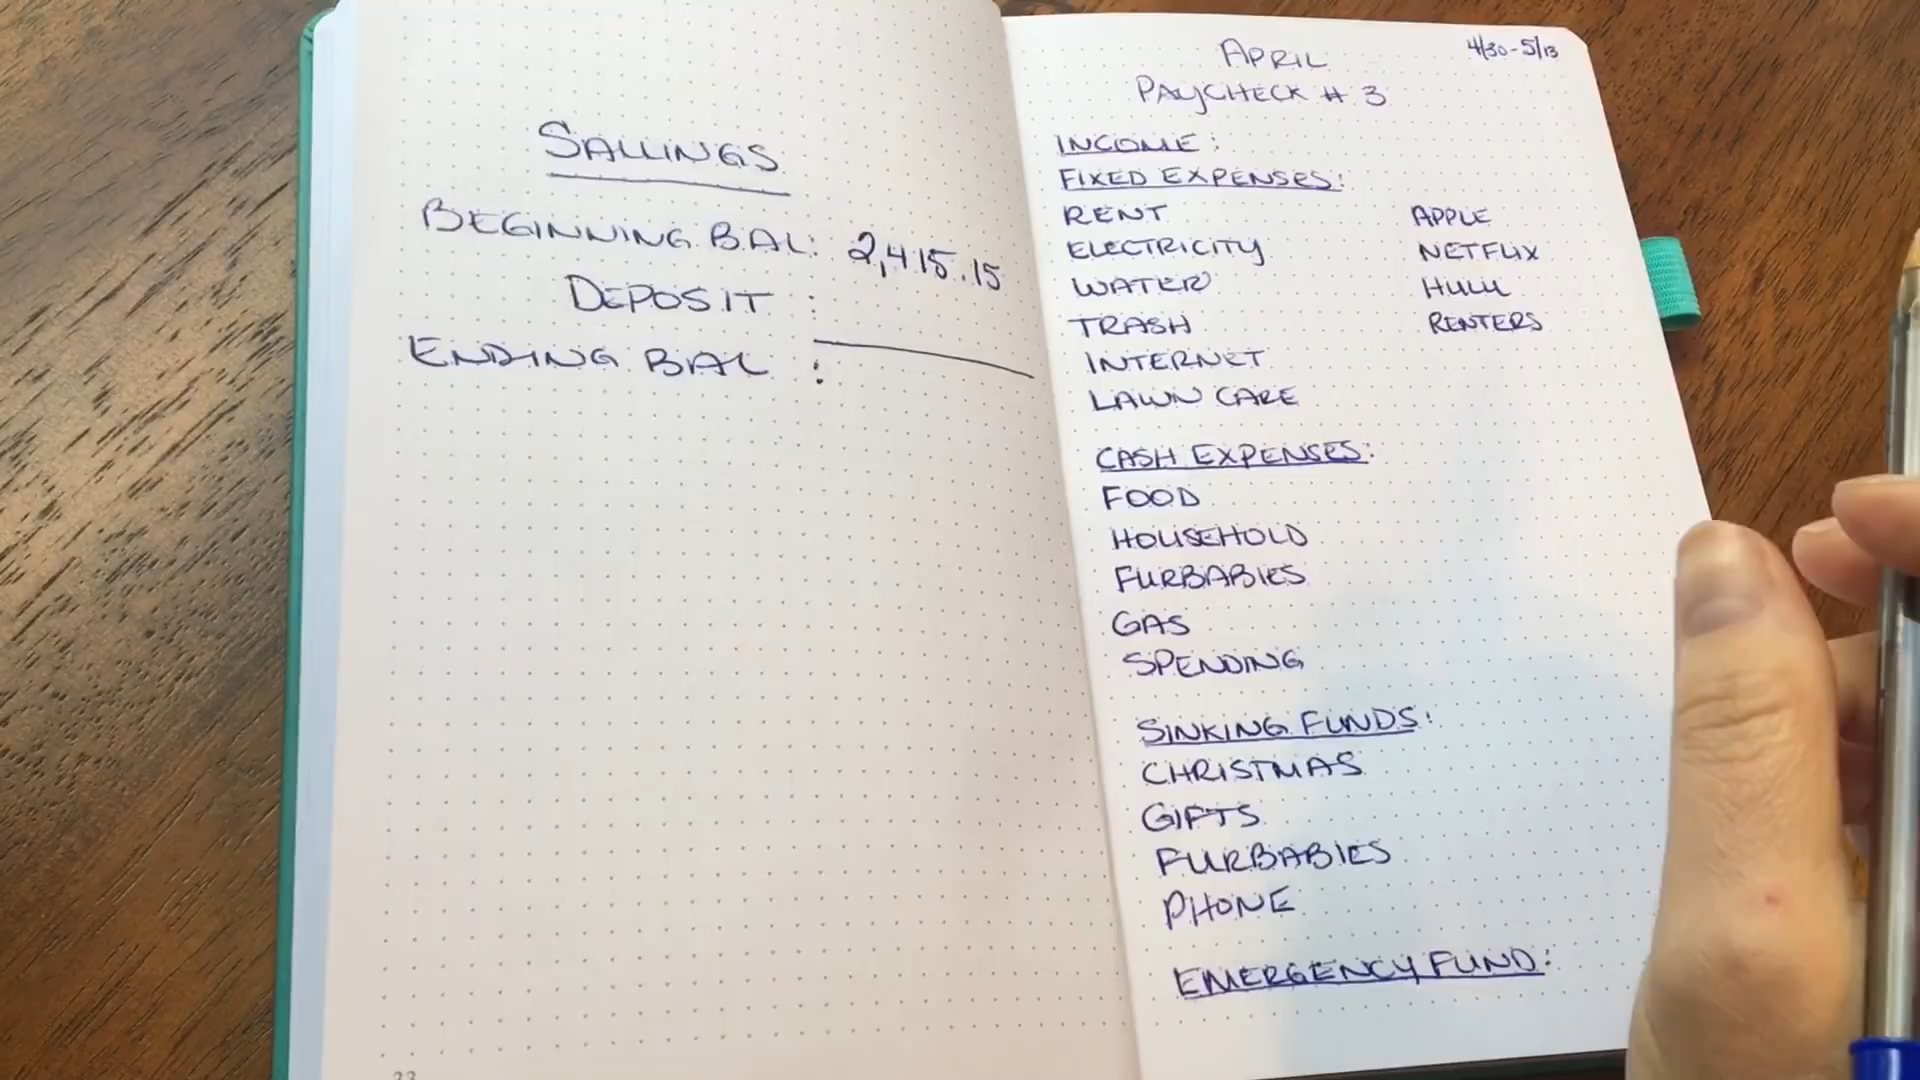 SAVINGS
BEGINNING BAL: 2,415.15
DEPOSIT :
ENDING BAL :
APRIL
4/30-5/13
PAYCHECK # 3
INCOME:
FIXED EXPENSES:
RENT
ELECTRICITY
WATER
TRASH
INTERNET
LAWN CARE
APPLE
NETFLIX
HULU
RENTERS
CASH EXPENSES:
FOOD
HOUSEHOLD
FURBABIES
GAS
SPENDING
SINKING FUNDS:
CHRISTMAS
GIFTS
FURBABIES
PHONE
EMERGENCY FUND: